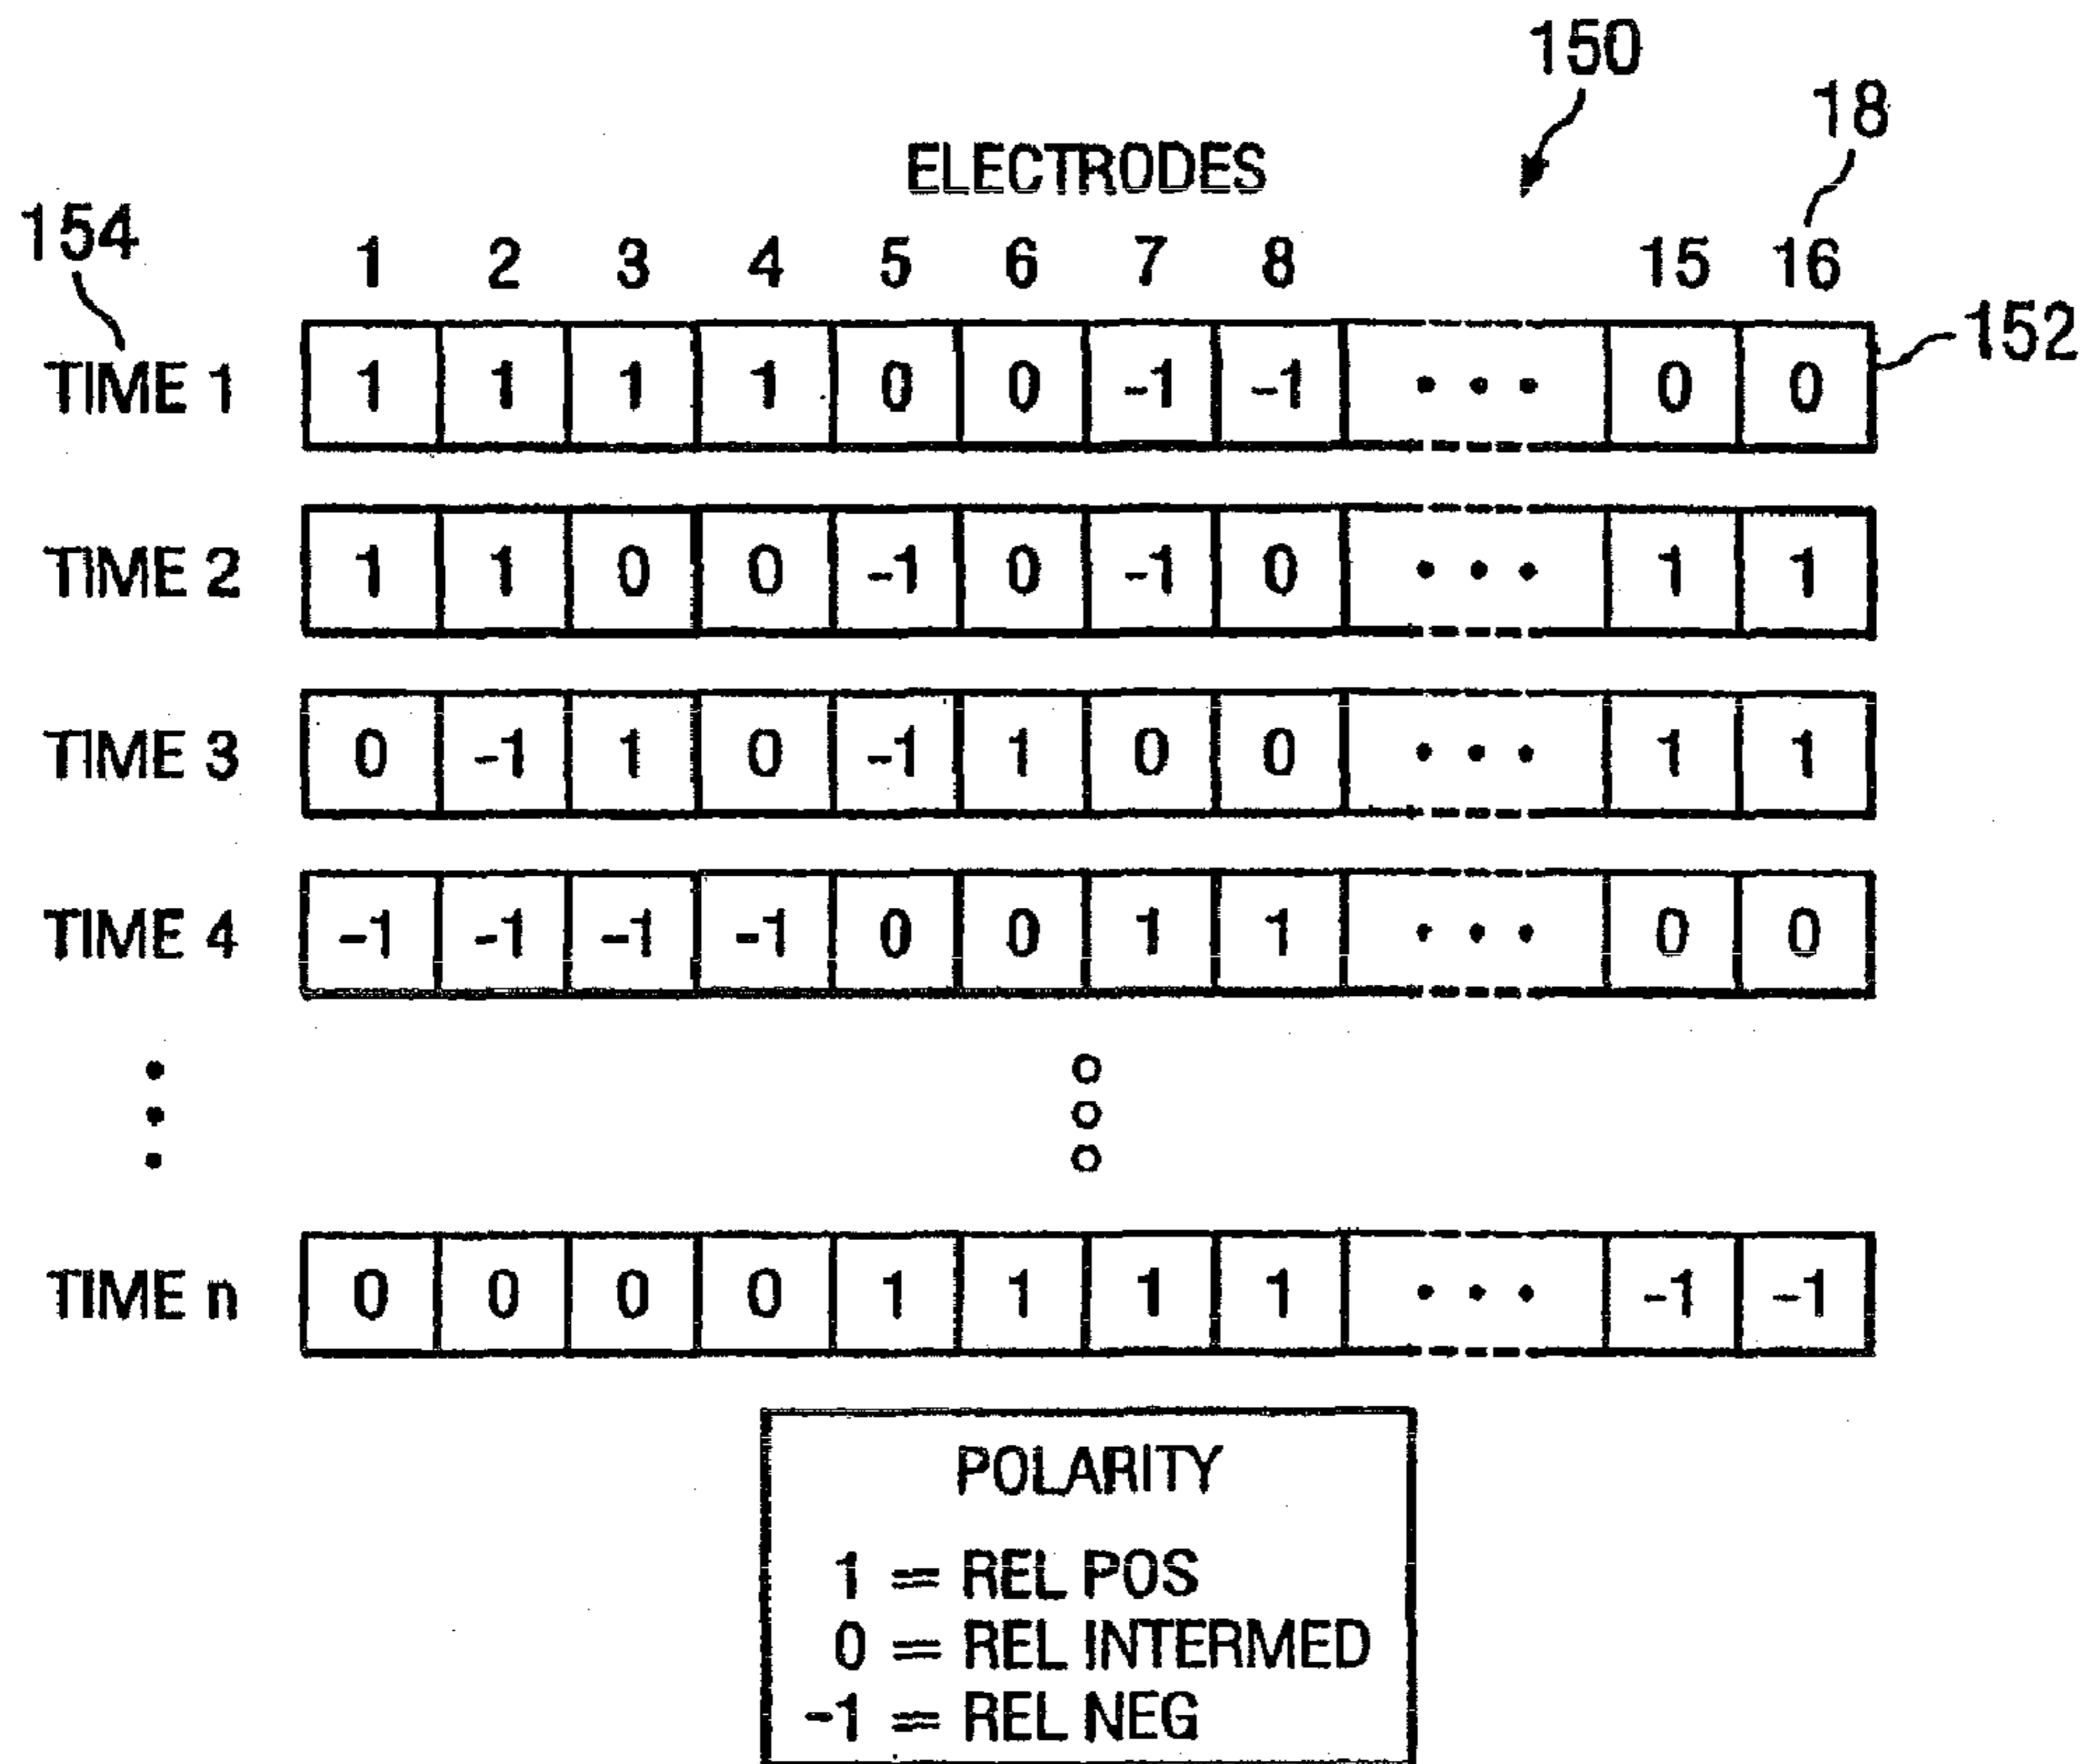 150
18
ELECTRODES
154
1 2 3 4 5 6 7 8 15 16
152
TIME 1 1 1 1 1 0 0 -1 -1 • • • 0 0
TIME 2 1 1 0 0 -1 0 -1 0 • • • 1 1
TIME 3 0 -1 1 0 -1 1 0 0 • • • 1 1
TIME 4 -1 -1 -1 -1 0 0 1 1 • • • 0 0
TIME n 0 0 0 0 1 1 1 1 • • • -1 -1
POLARITY
1 = REL POS
0 = REL INTERMED
-1 = REL NEG